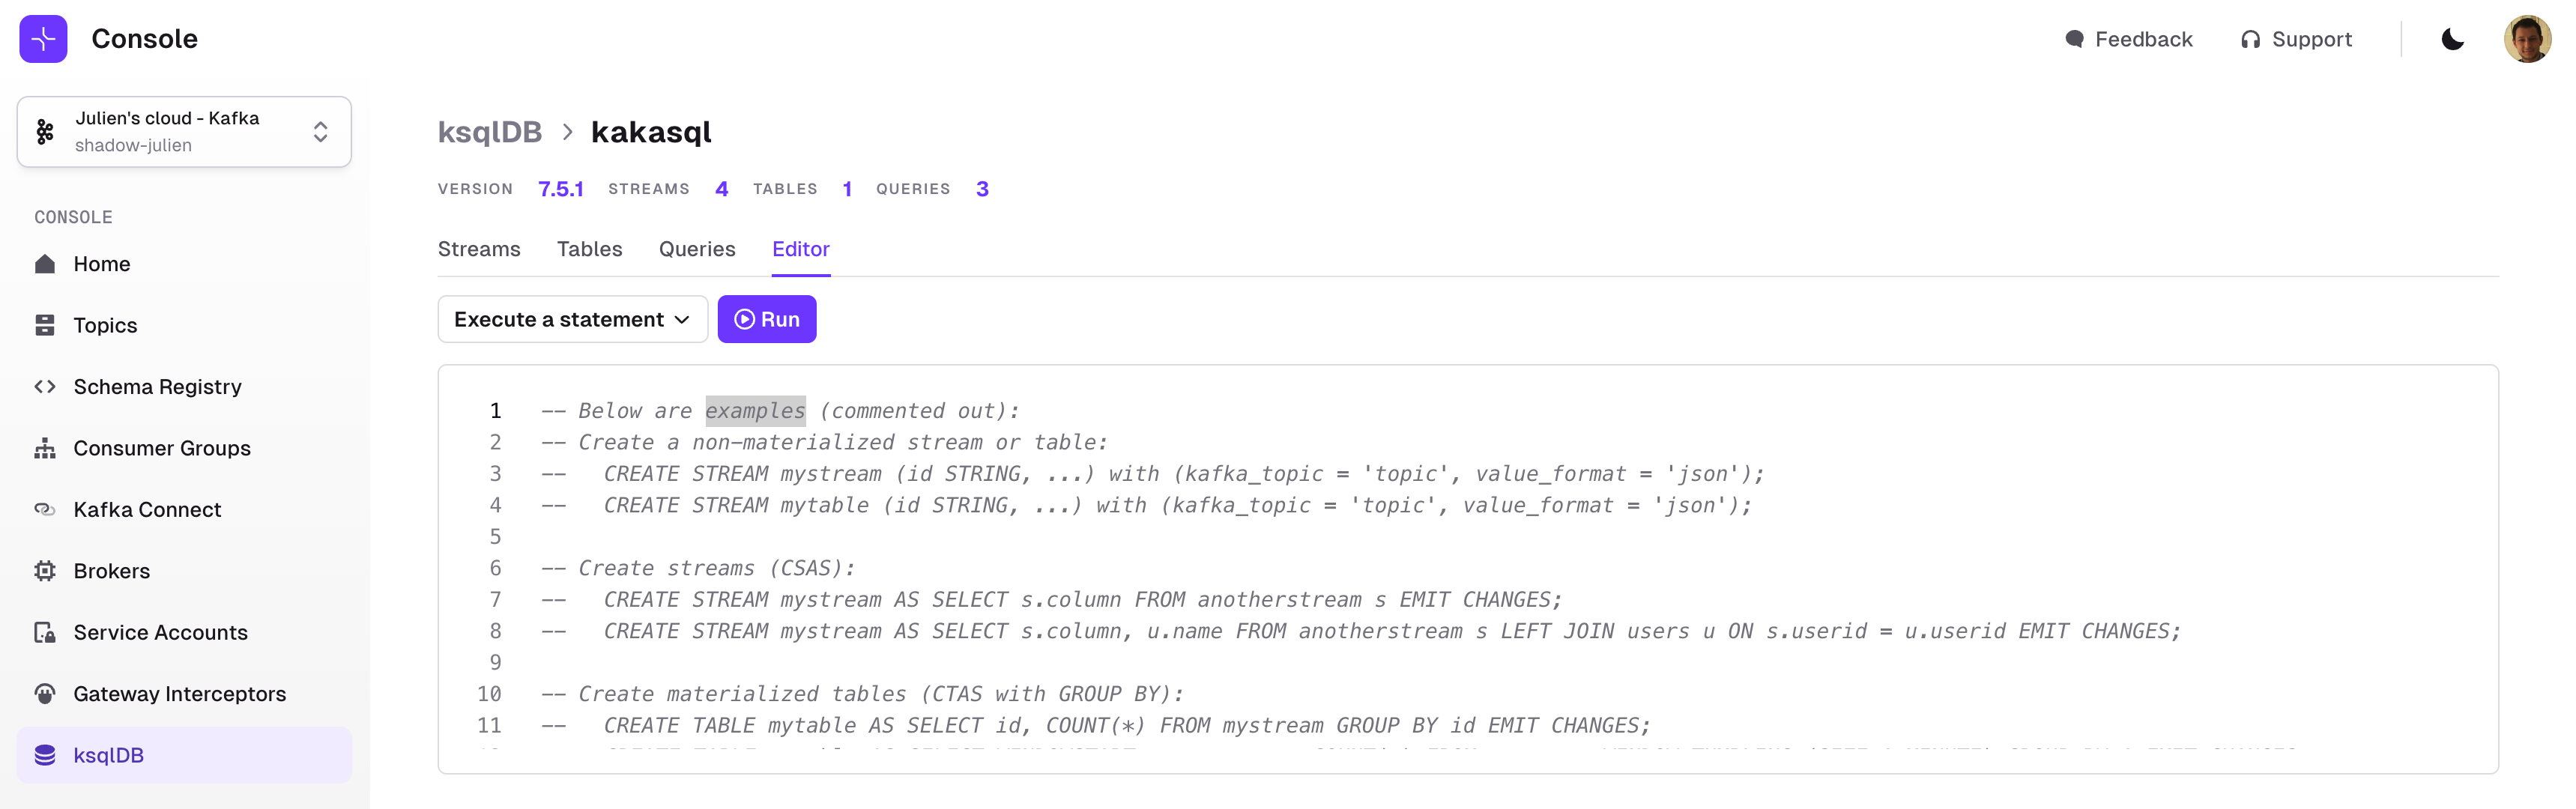 Console
Feedback
Support
Julien's cloud - Kafka
shadow-julien
CONSOLE
Home
Topics
Schema Registry
Consumer Groups
Kafka Connect
Brokers
Service Accounts
Gateway Interceptors
ksqlDB
ksqlDB > kakasql
VERSION 7.5.1 STREAMS 4 TABLES 1 QUERIES 3
Streams Tables Queries Editor
Execute a statement Run
1 -- Below are examples (commented out):
2 -- Create a non-materialized stream or table:
3 --   CREATE STREAM mystream (id STRING, ...) with (kafka_topic = 'topic', value_format = 'json');
4 --   CREATE STREAM mytable (id STRING, ...) with (kafka_topic = 'topic', value_format = 'json');
5
6 -- Create streams (CSAS):
7 --   CREATE STREAM mystream AS SELECT s.column FROM anotherstream s EMIT CHANGES;
8 --   CREATE STREAM mystream AS SELECT s.column, u.name FROM anotherstream s LEFT JOIN users u ON s.userid = u.userid EMIT CHANGES;
9
10 -- Create materialized tables (CTAS with GROUP BY):
11 --   CREATE TABLE mytable AS SELECT id, COUNT(*) FROM mystream GROUP BY id EMIT CHANGES;